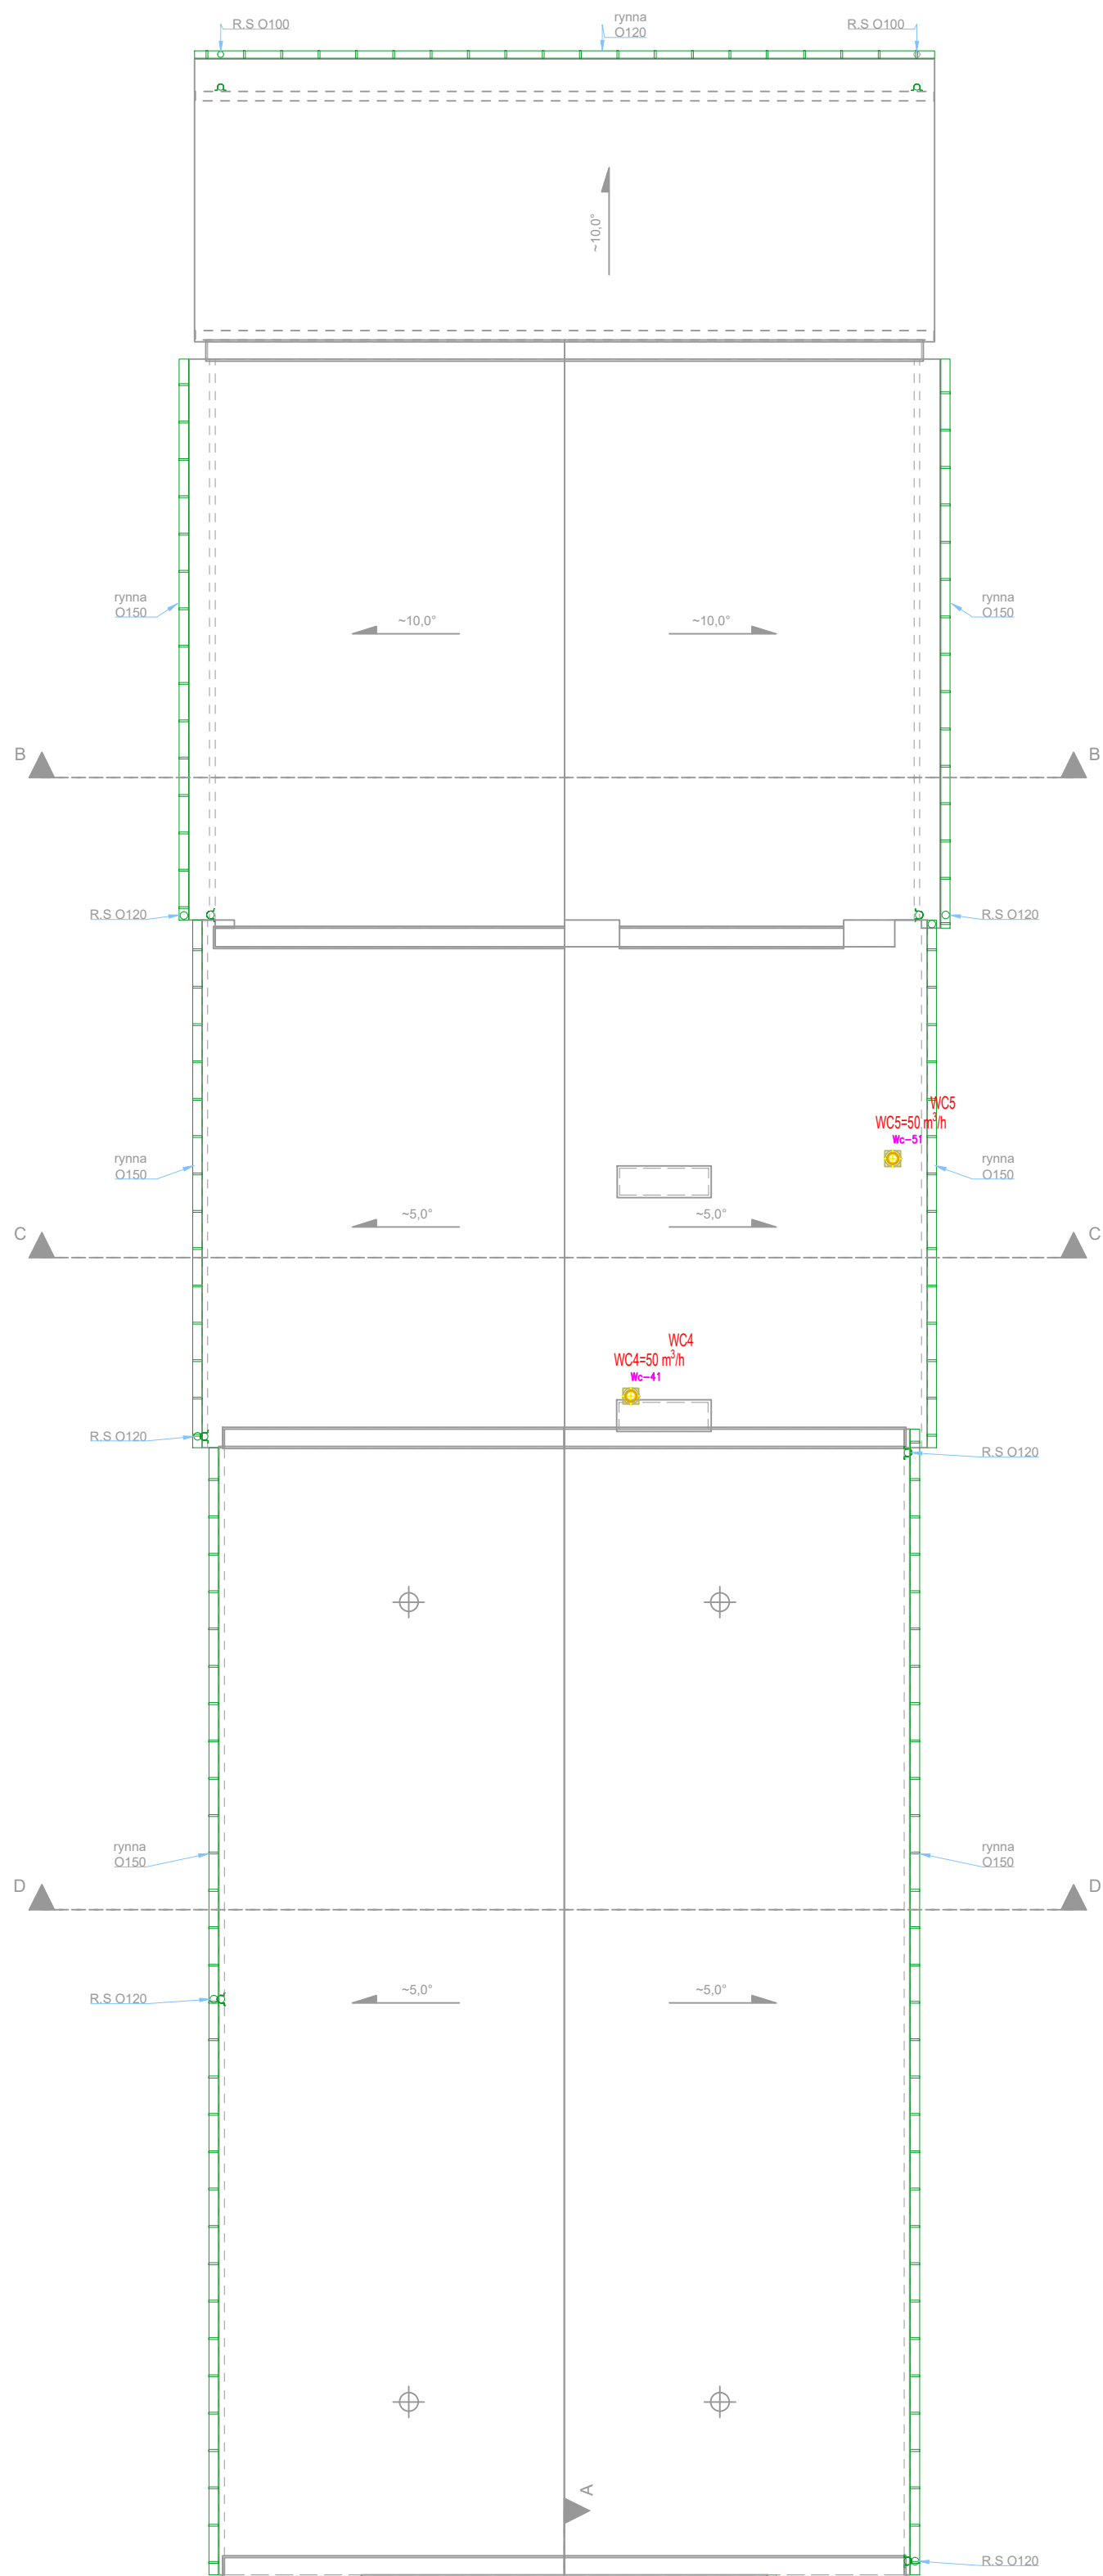 R.S O100
rynna
O120
R.S O100
~10,0°
rynna
O150
rynna
O150
~10,0°
~10,0°
B
B
R.S O120
R.S O120
WC5
WC5=50 m³/h
Wc-51
rynna
O150
rynna
O150
~5,0°
~5,0°
C
C
WC4
WC4=50 m³/h
Wc-41
R.S O120
R.S O120
rynna
O150
rynna
O150
D
D
R.S O120
~5,0°
~5,0°
A
R.S O120